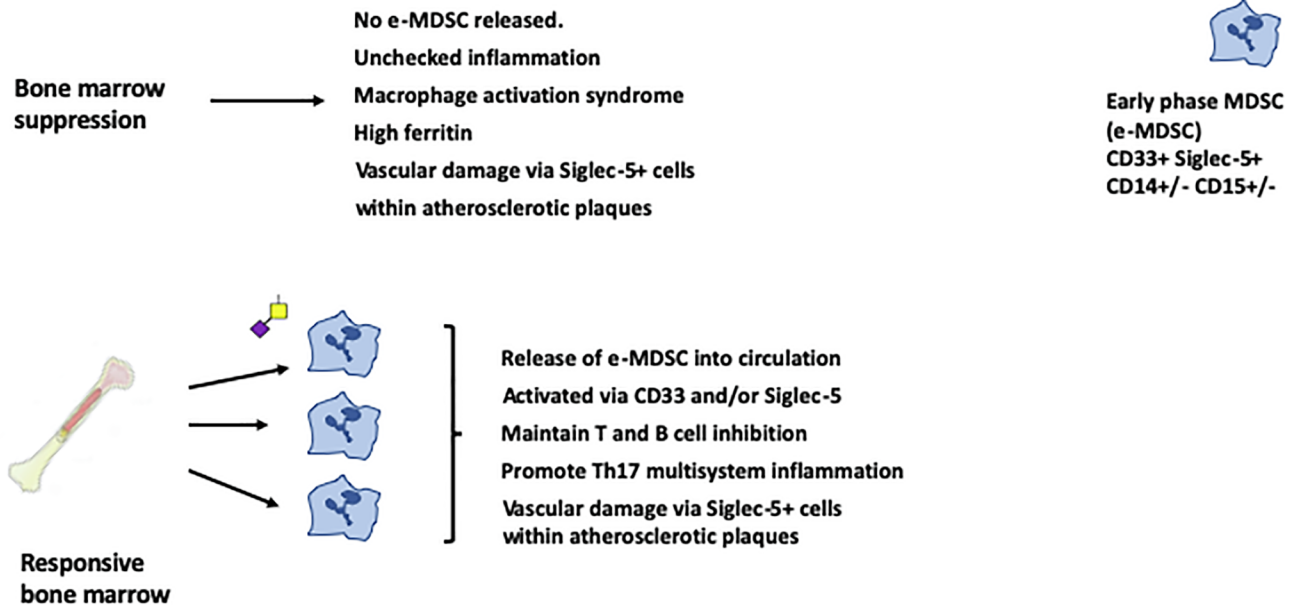 No e-MDSC released.
Unchecked inflammation
Macrophage activation syndrome
High ferritin
Vascular damage via Siglec-5+ cells
within atherosclerotic plaques
Bone marrow
suppression
Early phase MDSC
(e-MDSC)
CD33+ Siglec-5+
CD14+/- CD15+/-
Release of e-MDSC into circulation
Activated via CD33 and/or Siglec-5
Maintain T and B cell inhibition
Promote Th17 multisystem inflammation
Vascular damage via Siglec-5+ cells
within atherosclerotic plaques
Responsive
bone marrow